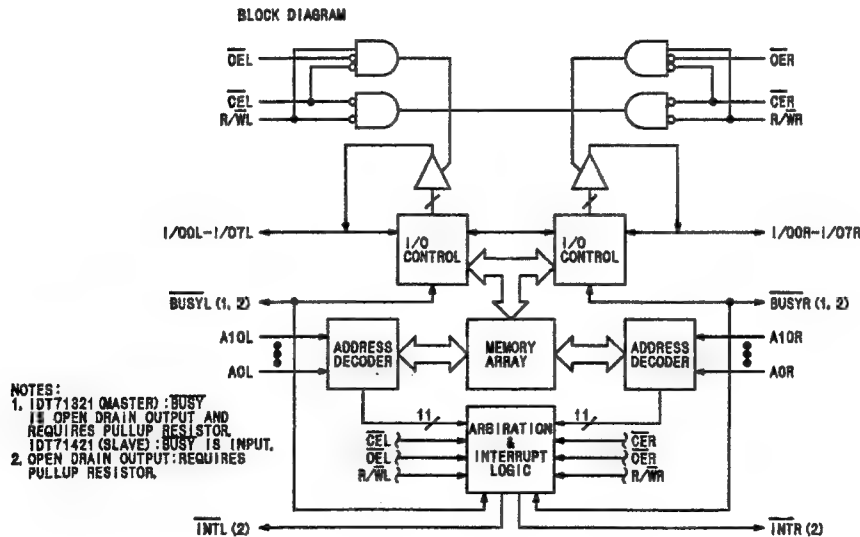 BLOCK DIAGRAM
OEL
OER
CEL
CER
R/WL
R/WR
I/O0L-I/O7L
I/O CONTROL
I/O CONTROL
I/O0R-I/O7R
BUSYL (1, 2)
BUSYR (1, 2)
A10L
A0L
ADDRESS DECODER
MEMORY ARRAY
ADDRESS DECODER
A10R
A0R
NOTES:
1. IDT71321 (MASTER) : BUSY
IS OPEN DRAIN OUTPUT AND
REQUIRES PULLUP RESISTOR.
IDT71421 (SLAVE) : BUSY IS INPUT.
2. OPEN DRAIN OUTPUT:REQUIRES
PULLUP RESISTOR.
11
11
CEL
OEL
R/WL
ARBIRATION
&
INTERRUPT
LOGIC
CER
OER
R/WR
INTL (2)
INTR (2)